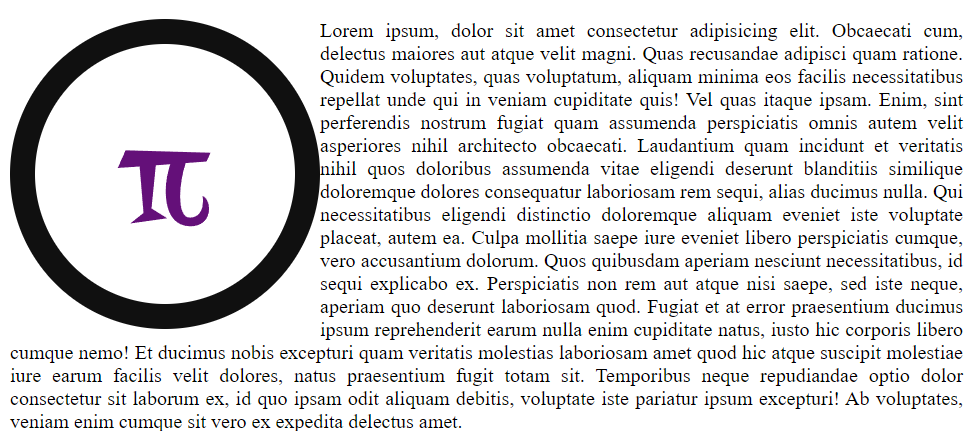 π
Lorem ipsum, dolor sit amet consectetur adipisicing elit. Obcaecati cum,
delectus maiores aut atque velit magni. Quas recusandae adipisci quam ratione.
Quidem voluptates, quas voluptatum, aliquam minima eos facilis necessitatibus
repellat unde qui in veniam cupiditate quis! Vel quas itaque ipsam. Enim, sint
perferendis nostrum fugiat quam assumenda perspiciatis omnis autem velit
asperiores nihil architecto obcaecati. Laudantium quam incidunt et veritatis
nihil quos doloribus assumenda vitae eligendi deserunt blanditiis similique
doloremque dolores consequatur laboriosam rem sequi, alias ducimus nulla. Qui
necessitatibus eligendi distinctio doloremque aliquam eveniet iste voluptate
placeat, autem ea. Culpa mollitia saepe iure eveniet libero perspiciatis cumque,
vero accusantium dolorum. Quos quibusdam aperiam nesciunt necessitatibus, id
sequi explicabo ex. Perspiciatis non rem aut atque nisi saepe, sed iste neque,
aperiam quo deserunt laboriosam quod. Fugiat et at error praesentium ducimus
ipsum reprehenderit earum nulla enim cupiditate natus, iusto hic corporis libero
cumque nemo! Et ducimus nobis excepturi quam veritatis molestias laboriosam amet quod hic atque suscipit molestiae
iure earum facilis velit dolores, natus praesentium fugit totam sit. Temporibus neque repudiandae optio dolor
consectetur sit laborum ex, id quo ipsam odit aliquam debitis, voluptate iste pariatur ipsum excepturi! Ab voluptates,
veniam enim cumque sit vero ex expedita delectus amet.